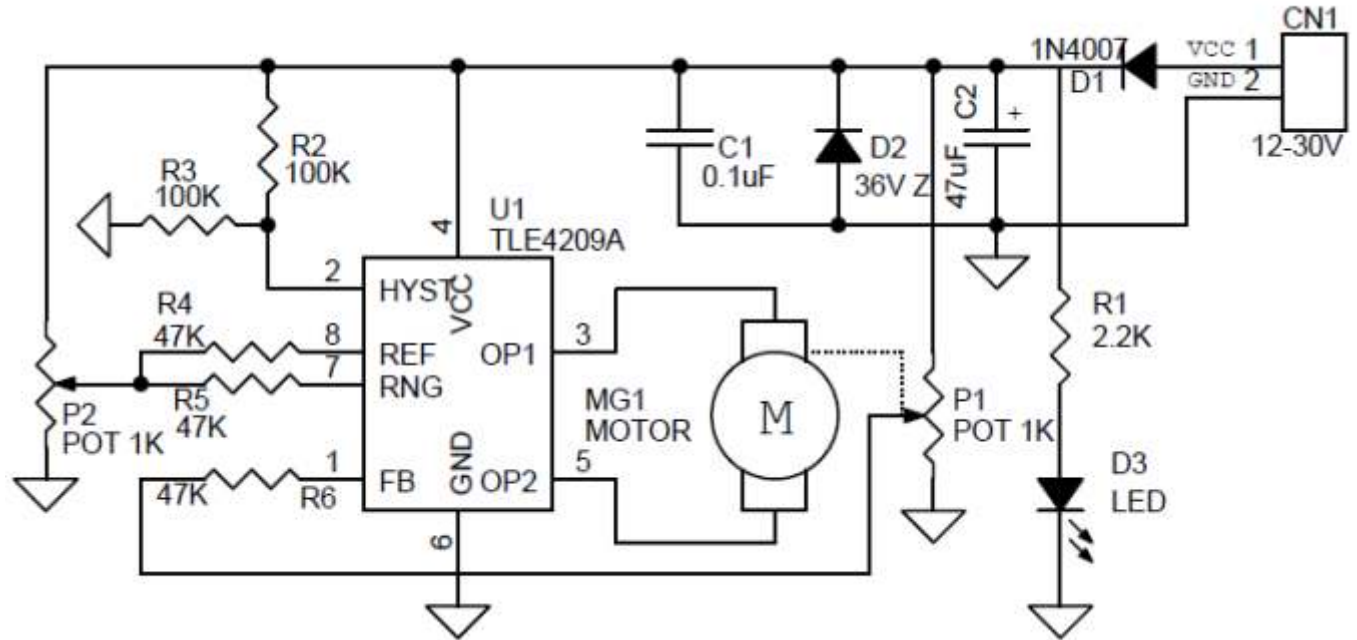 CN1
1N4007
VCC 1
D1
GND 2
12-30V
C2
+
47uF
R2
100K
C1
0.1uF
D2
36V Z
R3
100K
U1
TLE4209A
4
2
HYST
VCC
R4
47K
8
REF
3
OP1
7
RNG
R5
47K
P2
POT 1K
MG1
MOTOR
M
P1
POT 1K
R1
2.2K
1
FB
GND
5
OP2
47K
R6
6
D3
LED